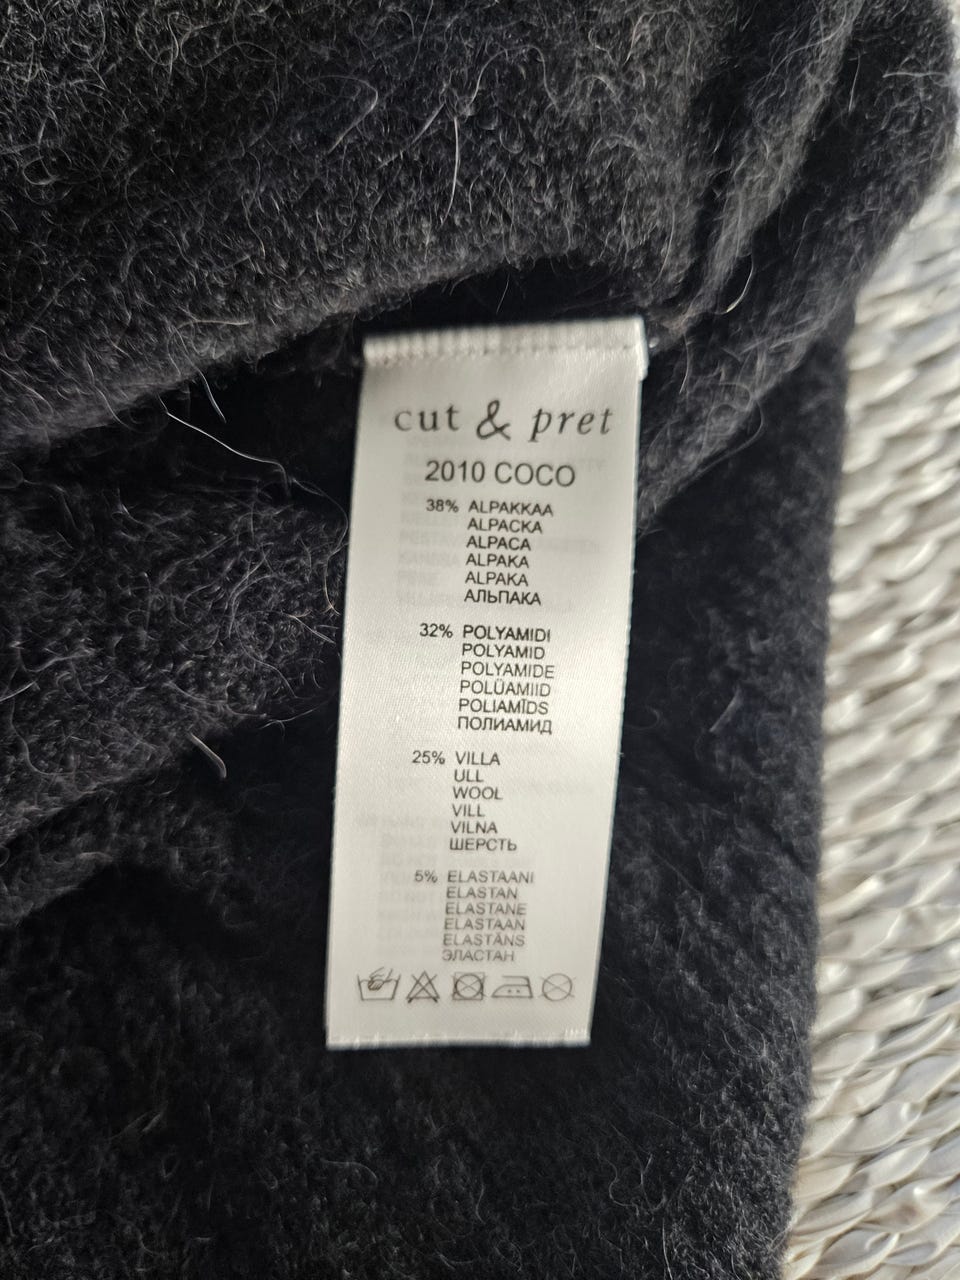 cut & pret
2010 COCO
38% ALPAKKAA
ALPACKA
ALPACA
ALPAKA
ALPAKA
АЛЬПАКА
32% POLYAMIDI
POLYAMID
POLYAMIDE
POLÜAMIID
POLIAMĪDS
ПОЛИАМИД
25% VILLA
ULL
WOOL
VILL
VILNA
ШЕРСТЬ
5% ELASTAANI
ELASTAN
ELASTANE
ELASTAAN
ELASTĀNS
ЭЛАСТАН